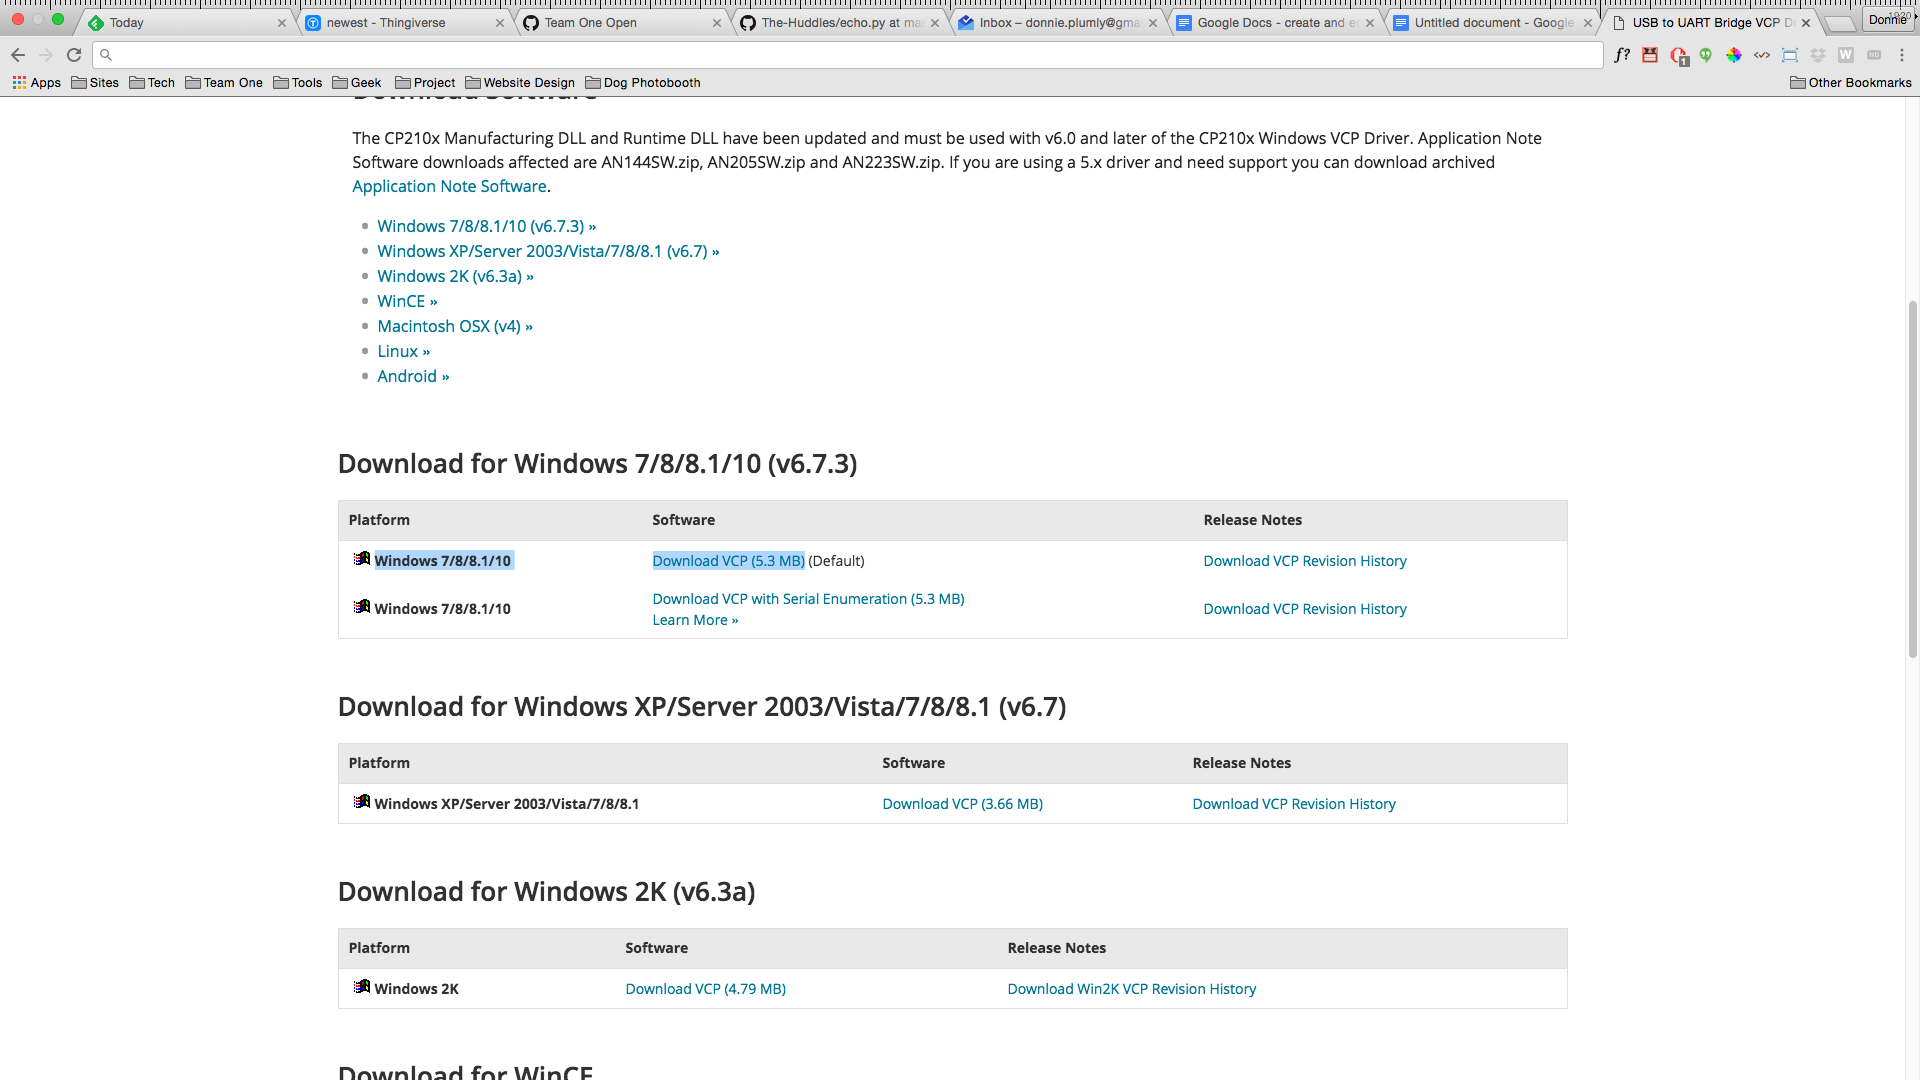 Today
newest - Thingiverse
Team One Open
The-Huddles/echo.py at mas
Inbox – donnie.plumly@gma
Google Docs - create and e
Untitled document - Google
USB to UART Bridge VCP D
Donnie
Apps Sites Tech Team One Tools Geek Project Website Design Dog Photobooth Other Bookmarks
Download Software
The CP210x Manufacturing DLL and Runtime DLL have been updated and must be used with v6.0 and later of the CP210x Windows VCP Driver. Application Note
Software downloads affected are AN144SW.zip, AN205SW.zip and AN223SW.zip. If you are using a 5.x driver and need support you can download archived
Application Note Software.
Windows 7/8/8.1/10 (v6.7.3) »
Windows XP/Server 2003/Vista/7/8/8.1 (v6.7) »
Windows 2K (v6.3a) »
WinCE »
Macintosh OSX (v4) »
Linux »
Android »
Download for Windows 7/8/8.1/10 (v6.7.3)
Platform Software Release Notes
Windows 7/8/8.1/10 Download VCP (5.3 MB) (Default) Download VCP Revision History
Windows 7/8/8.1/10 Download VCP with Serial Enumeration (5.3 MB) Download VCP Revision History
Learn More »
Download for Windows XP/Server 2003/Vista/7/8/8.1 (v6.7)
Platform Software Release Notes
Windows XP/Server 2003/Vista/7/8/8.1 Download VCP (3.66 MB) Download VCP Revision History
Download for Windows 2K (v6.3a)
Platform Software Release Notes
Windows 2K Download VCP (4.79 MB) Download Win2K VCP Revision History
Download for WinCE